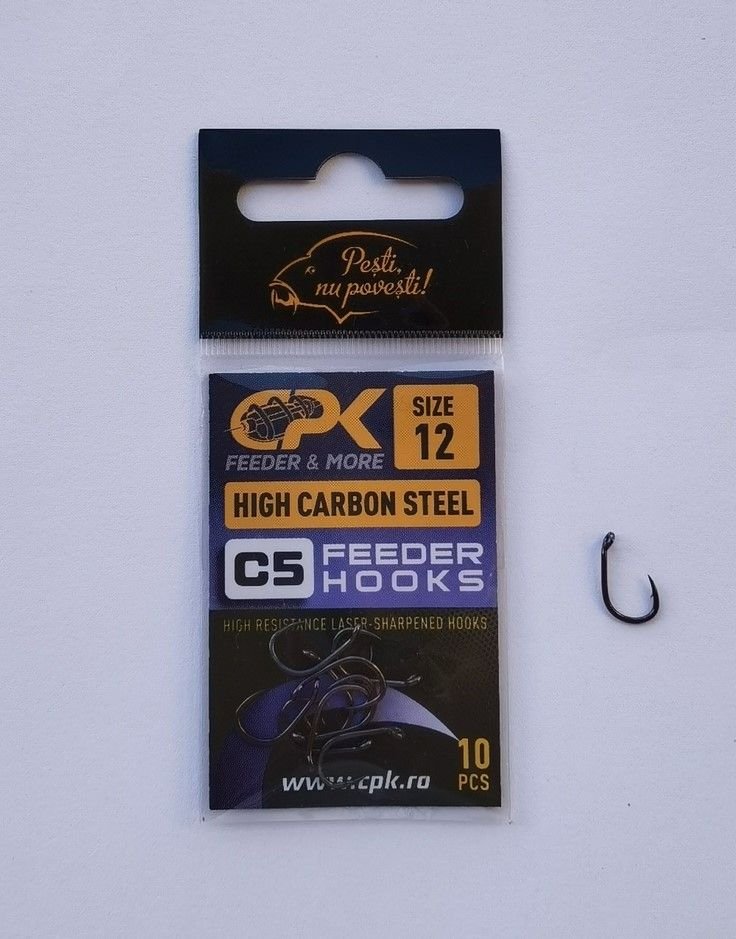 Pești,
nu povești!
CPK
SIZE
12
FEEDER & MORE
HIGH CARBON STEEL
C5
FEEDER
HOOKS
HIGH RESISTANCE LASER-SHARPENED HOOKS
10
PCS
www.cpk.ro